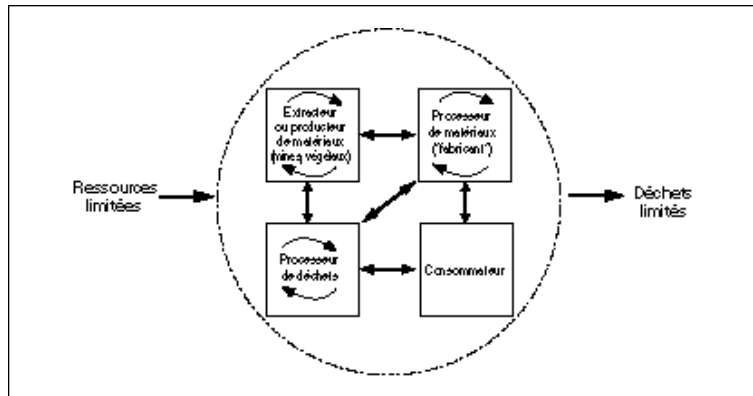 Extracteur
ou producteur
de matériaux
(mines, végétaux)
Processeur
de matériaux
("fabricant")
Ressources
limitées
Déchets
limités
Processeur
de déchets
Consommateur